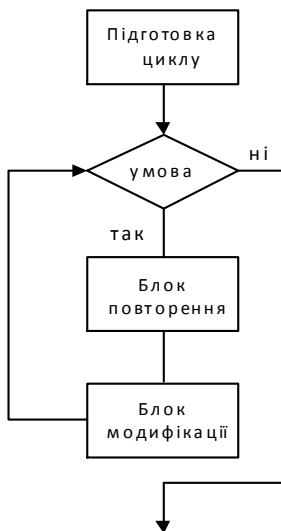 Підготовка
циклу
умова
ні
так
Блок
повторення
Блок
модифікації